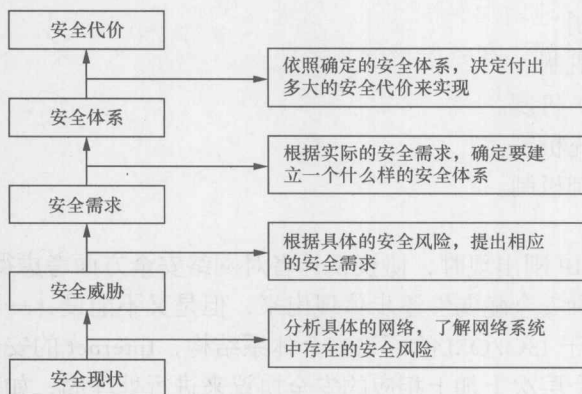 安全代价
依照确定的安全体系，决定付出
多大的安全代价来实现
安全体系
根据实际的安全需求，确定要建
立一个什么样的安全体系
安全需求
根据具体的安全风险，提出相应
的安全需求
安全威胁
分析具体的网络，了解网络系统
中存在的安全风险
安全现状